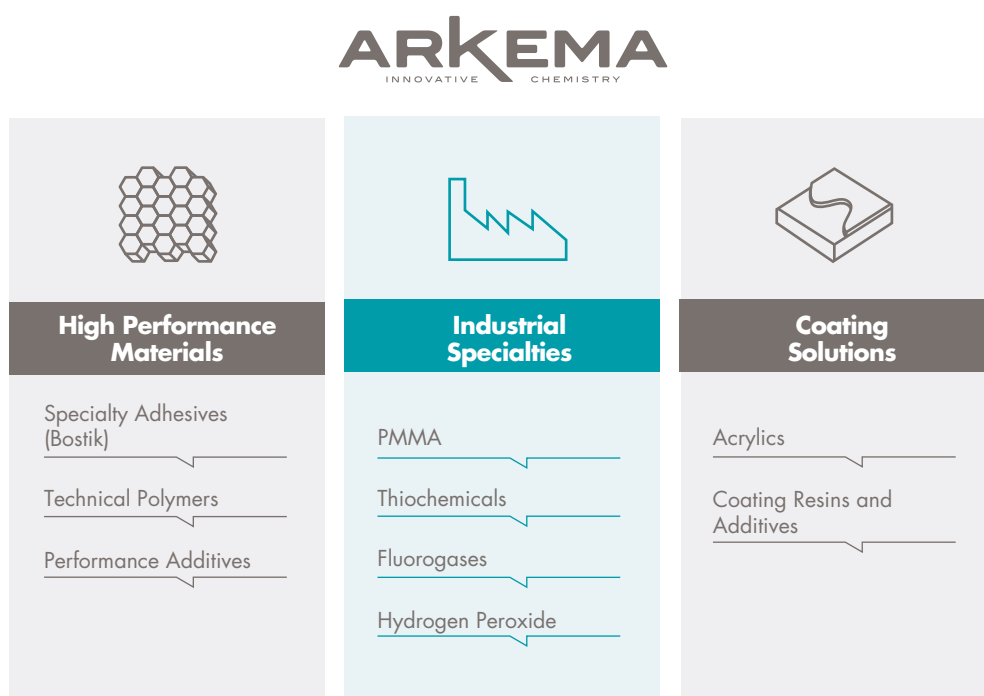 ARKEMA
INNOVATIVE CHEMISTRY
High Performance
Materials
Specialty Adhesives
(Bostik)
Technical Polymers
Performance Additives
Industrial
Specialties
PMMA
Thiochemicals
Fluorogases
Hydrogen Peroxide
Coating
Solutions
Acrylics
Coating Resins and
Additives